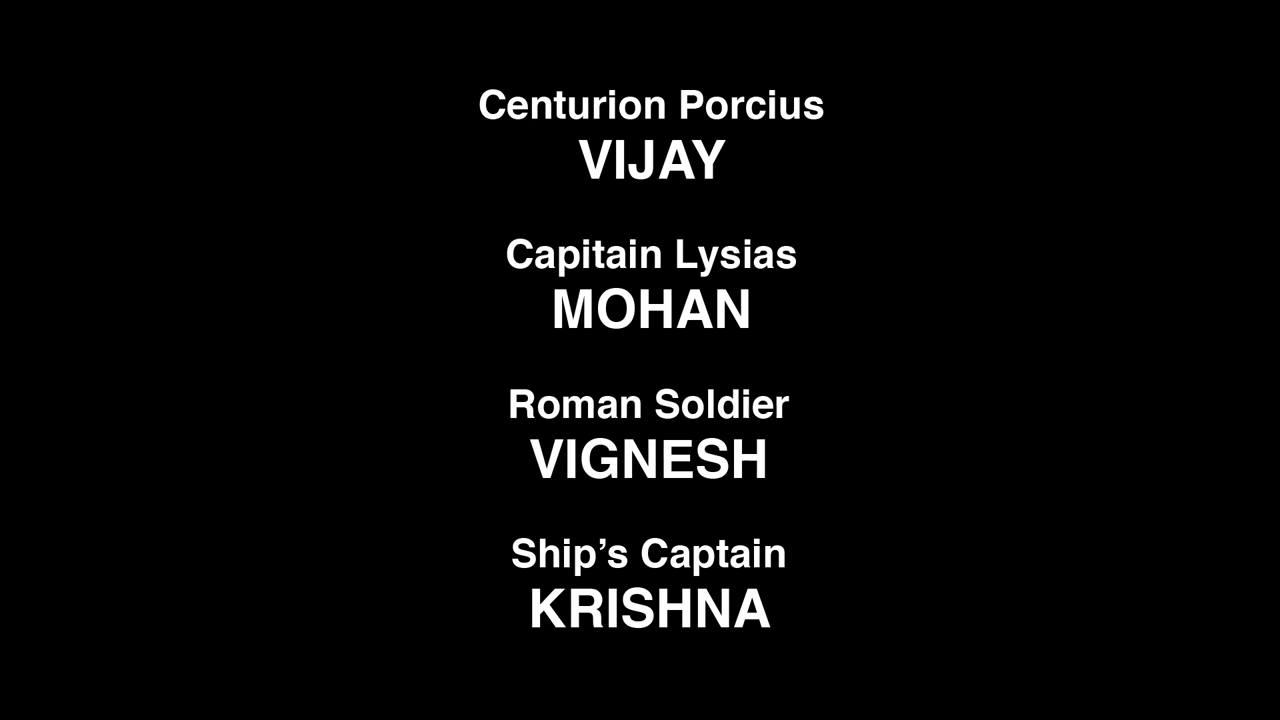 Centurion Porcius
VIJAY
Capitain Lysias
MOHAN
Roman Soldier
VIGNESH
Ship’s Captain
KRISHNA